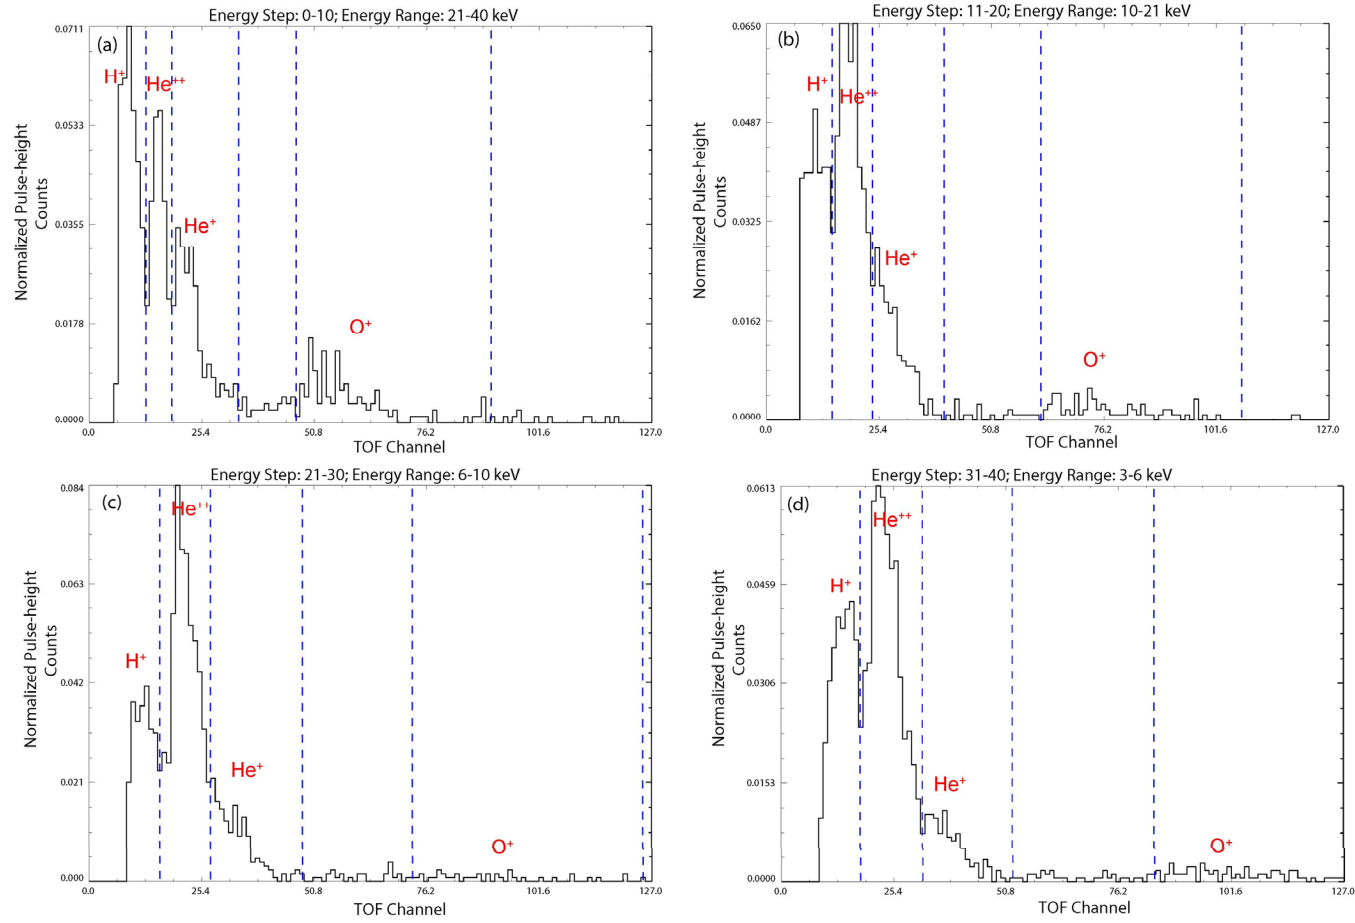 Energy Step: 0-10; Energy Range: 21-40 keV
(a)
H+
He++
He+
O+
0.0711
0.0533
0.0355
0.0178
0.0000
Normalized Pulse-height
Counts
0.0
25.4
50.8
76.2
101.6
127.0
TOF Channel
Energy Step: 11-20; Energy Range: 10-21 keV
(b)
H+
He++
He+
O+
0.0650
0.0487
0.0325
0.0162
0.0000
Normalized Pulse-height
Counts
0.0
25.4
50.8
76.2
101.6
127.0
TOF Channel
Energy Step: 21-30; Energy Range: 6-10 keV
(c)
He++
H+
He+
O+
0.084
0.063
0.042
0.021
0.000
Normalized Pulse-height
Counts
0.0
25.4
50.8
76.2
101.6
127.0
TOF Channel
Energy Step: 31-40; Energy Range: 3-6 keV
(d)
He++
H+
He+
O+
0.0613
0.0459
0.0306
0.0153
0.0000
Normalized Pulse-height
Counts
0.0
25.4
50.8
76.2
101.6
127.0
TOF Channel